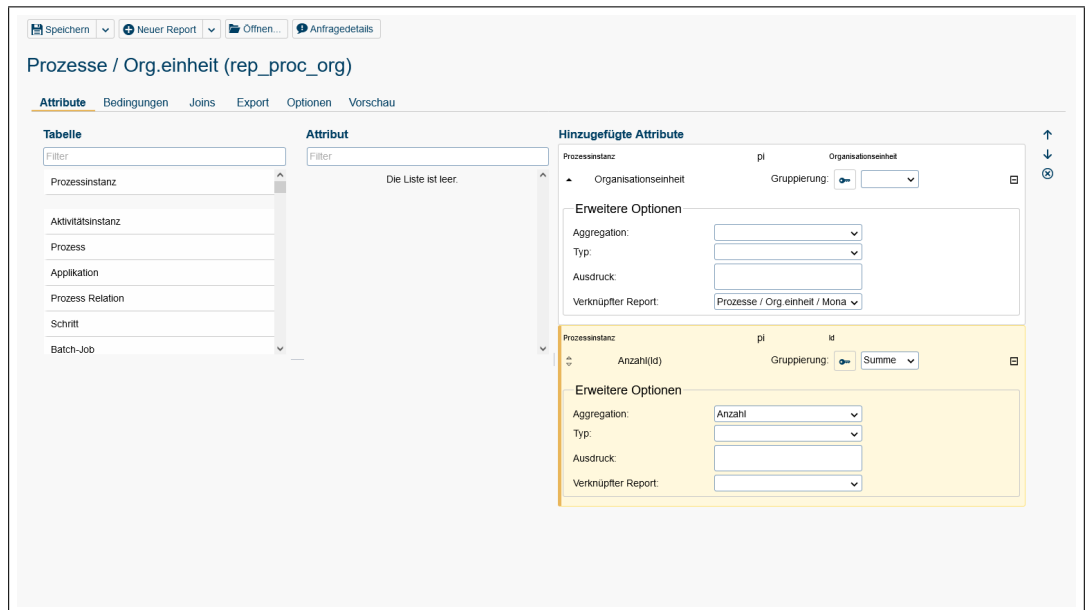 Speichern Neuer Report Öffnen... Anfragedetails
Prozesse / Org.einheit (rep_proc_org)
Attribute Bedingungen Joins Export Optionen Vorschau
Tabelle
Filter
Prozessinstanz
Aktivitätsinstanz
Prozess
Applikation
Prozess Relation
Schritt
Batch-Job
Attribut
Filter
Die Liste ist leer.
Hinzugefügte Attribute
Prozessinstanz pi Organisationseinheit
Organisationseinheit Gruppierung:
Erweitere Optionen
Aggregation:
Typ:
Ausdruck:
Verknüpfter Report: Prozesse / Org.einheit / Mona
Prozessinstanz pi Id
Anzahl(Id) Gruppierung: Summe
Erweitere Optionen
Aggregation: Anzahl
Typ:
Ausdruck:
Verknüpfter Report: